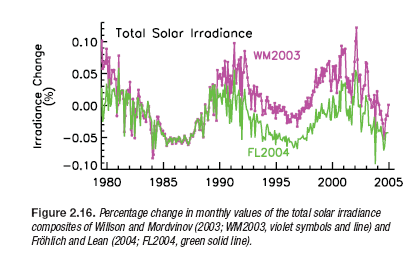 Total Solar Irradiance
WM2003
FL2004
Irradiance Change
(%)
0.10
0.05
0.00
−0.05
−0.10
1980 1985 1990 1995 2000 2005
Figure 2.16. Percentage change in monthly values of the total solar irradiance
composites of Willson and Mordvinov (2003; WM2003, violet symbols and line) and
Fröhlich and Lean (2004; FL2004, green solid line).